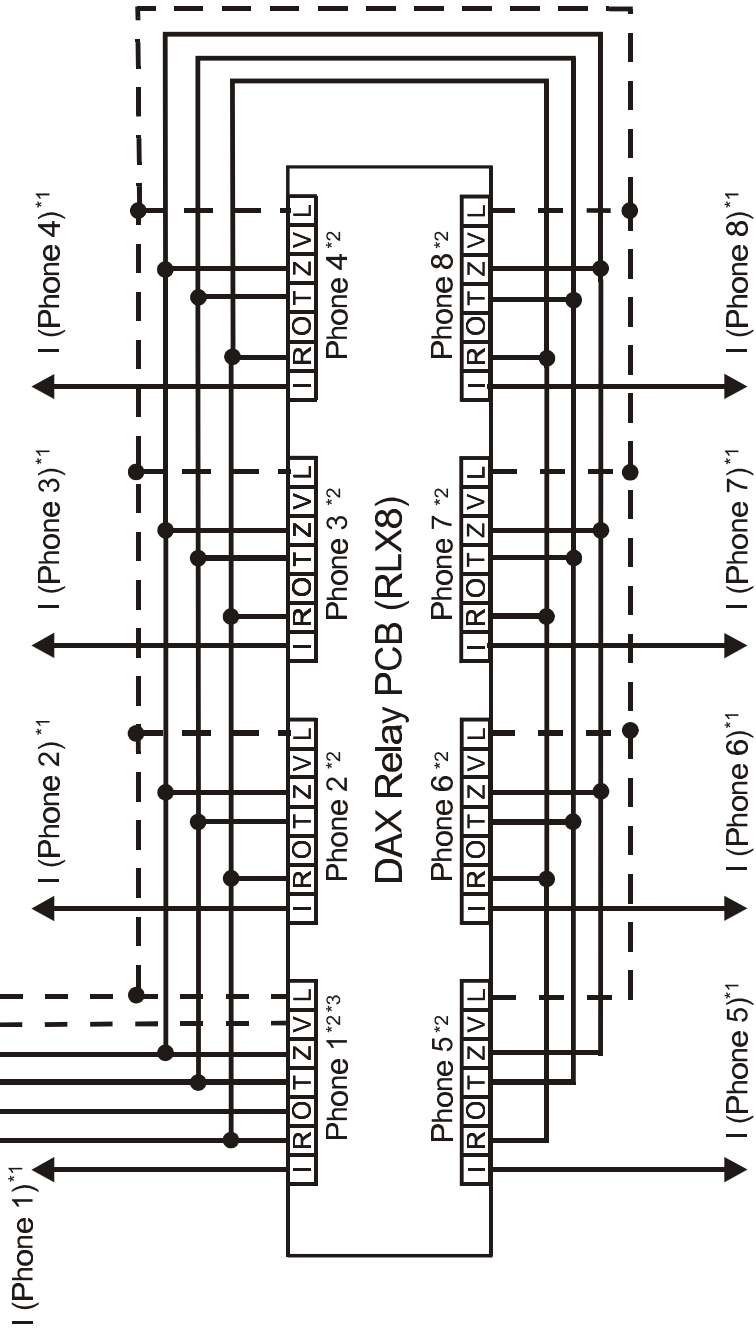 I (Phone 1)*1
I (Phone 2)*1
I (Phone 3)*1
I (Phone 4)*1
I R O T Z V L
I R O T Z V L
I R O T Z V L
I R O T Z V L
Phone 1*2*3
Phone 2*2
Phone 3*2
Phone 4*2
DAX Relay PCB (RLX8)
Phone 5*2
Phone 6*2
Phone 7*2
Phone 8*2
I R O T Z V L
I R O T Z V L
I R O T Z V L
I R O T Z V L
I (Phone 5)*1
I (Phone 6)*1
I (Phone 7)*1
I (Phone 8)*1